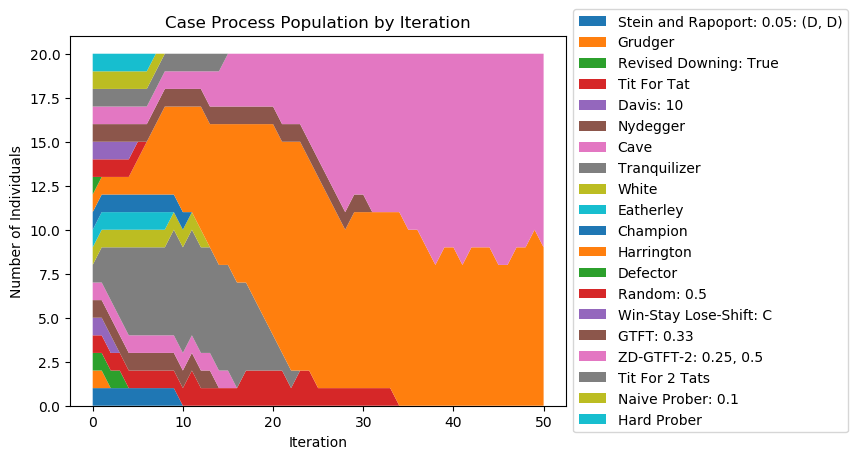 Case Process Population by Iteration
Number of Individuals
20.0
17.5
15.0
12.5
10.0
7.5
5.0
2.5
0.0
0 10 20 30 40 50
Iteration
Stein and Rapoport: 0.05: (D, D)
Grudger
Revised Downing: True
Tit For Tat
Davis: 10
Nydegger
Cave
Tranquilizer
White
Eatherley
Champion
Harrington
Defector
Random: 0.5
Win-Stay Lose-Shift: C
GTFT: 0.33
ZD-GTFT-2: 0.25, 0.5
Tit For 2 Tats
Naive Prober: 0.1
Hard Prober